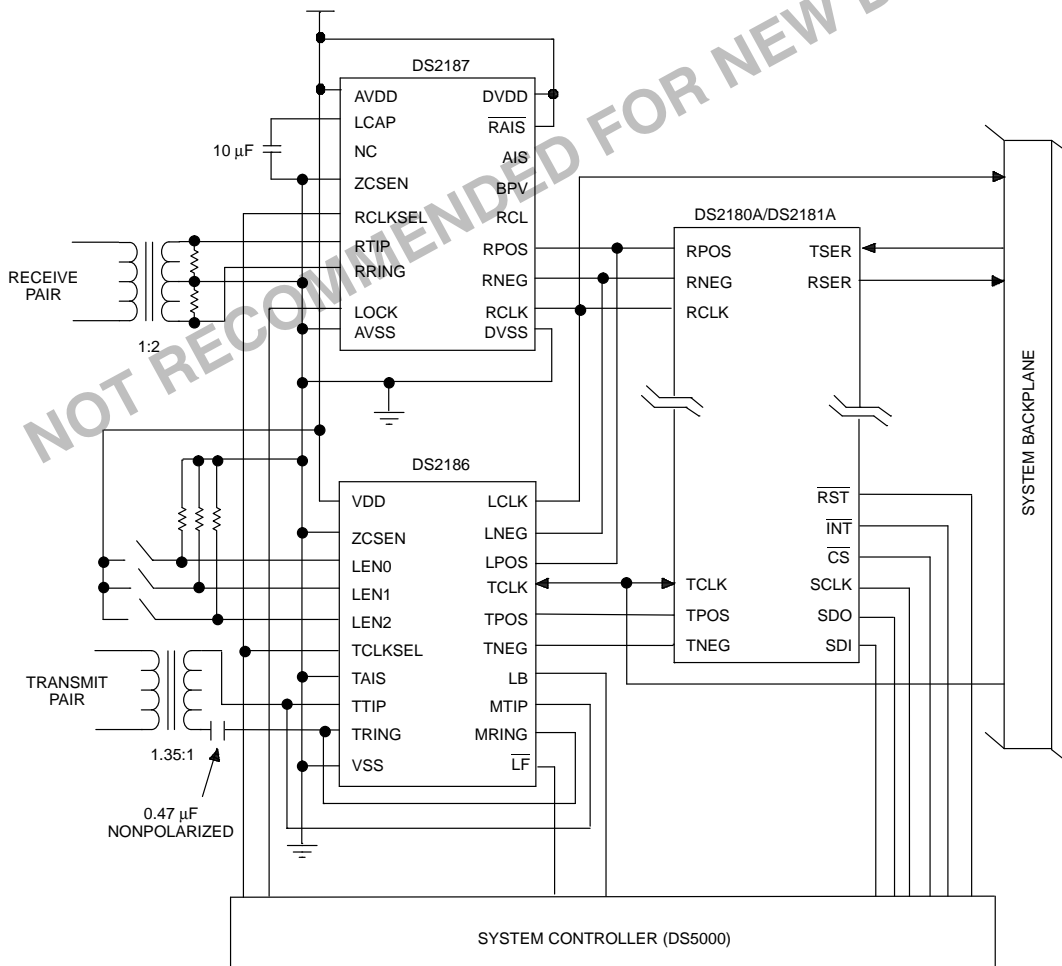 NOT RECOMMENDED FOR NEW D
DS2187
AVDD
LCAP
NC
ZCSEN
RCLKSEL
RTIP
RRING
LOCK
AVSS
DVDD
RAIS
AIS
BPV
RCL
RPOS
RNEG
RCLK
DVSS
10 μF
RECEIVE
PAIR
1:2
DS2180A/DS2181A
RPOS
RNEG
RCLK
TCLK
TPOS
TNEG
TSER
RSER
RST
INT
CS
SCLK
SDO
SDI
SYSTEM BACKPLANE
DS2186
VDD
ZCSEN
LEN0
LEN1
LEN2
TCLKSEL
TAIS
TTIP
TRING
VSS
LCLK
LNEG
LPOS
TCLK
TPOS
TNEG
LB
MTIP
MRING
LF
TRANSMIT
PAIR
1.35:1
0.47 μF
NONPOLARIZED
SYSTEM CONTROLLER (DS5000)